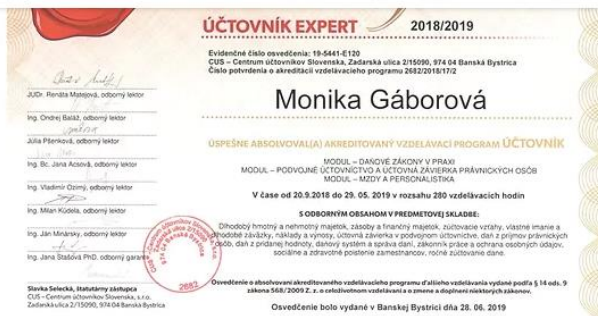 ÚČTOVNÍK EXPERT 2018/2019
Evidenčné číslo osvedčenia: 19-5441-E120
CUS – Centrum účtovníkov Slovenska, Zadarská ulica 2/15090, 974 04 Banská Bystrica
Číslo potvrdenia o akreditácii vzdelávacieho programu 2682/2018/17/2
Monika Gáborová
ÚSPEŠNE ABSOLVOVAL(A) AKREDITOVANÝ VZDELÁVACÍ PROGRAM ÚČTOVNÍK
MODUL – DAŇOVÉ ZÁKONY V PRAXI
MODUL – PODVOJNÉ ÚČTOVNÍCTVO A ÚČTOVNÁ ZÁVIERKA PRÁVNICKÝCH OSÔB
MODUL – MZDY A PERSONALISTIKA
V čase od 20.9.2018 do 29. 05. 2019 v rozsahu 280 vzdelávacích hodín
S ODBORNÝM OBSAHOM V PREDMETOVEJ SKLADBE:
Dlhodobý hmotný a nehmotný majetok, zásoby a finančný majetok, zúčtovacie vzťahy, vlastné imanie a
dlhodobé záväzky, náklady a výnosy, účtovná závierka v podvojnom účtovníctve, daň z príjmov právnických
osôb, daň z pridanej hodnoty, daňový systém a správa daní, zákonník práce a ochrana osobných údajov,
sociálne a zdravotné poistenie zamestnancov, ročné zúčtovanie dane.
Osvedčenie o absolvovaní akreditovaného vzdelávacieho programu ďalšieho vzdelávania vydané podľa § 14 ods. 9
zákona 568/2009 Z. z. o celoživotnom vzdelávaní a o zmene a doplnení niektorých zákonov.
Osvedčenie bolo vydané v Banskej Bystrici dňa 28. 06. 2019
JUDr. Renáta Matejová, odborný lektor
Ing. Ondrej Baláž, odborný lektor
Júlia Pšenková, odborný lektor
Ing. Bc. Jana Acsová, odborný lektor
Ing. Vladimír Ozimý, odborný lektor
Ing. Milan Kúdela, odborný lektor
Ing. Ján Minársky, odborný lektor
Ing. Jana Stašová PhD. odborný garant
Slavka Selecká, štatutárny zástupca
CUS – Centrum účtovníkov Slovenska, s.r.o.
Zadarská ulica 2/15090, 974 04 Banská Bystrica
2682